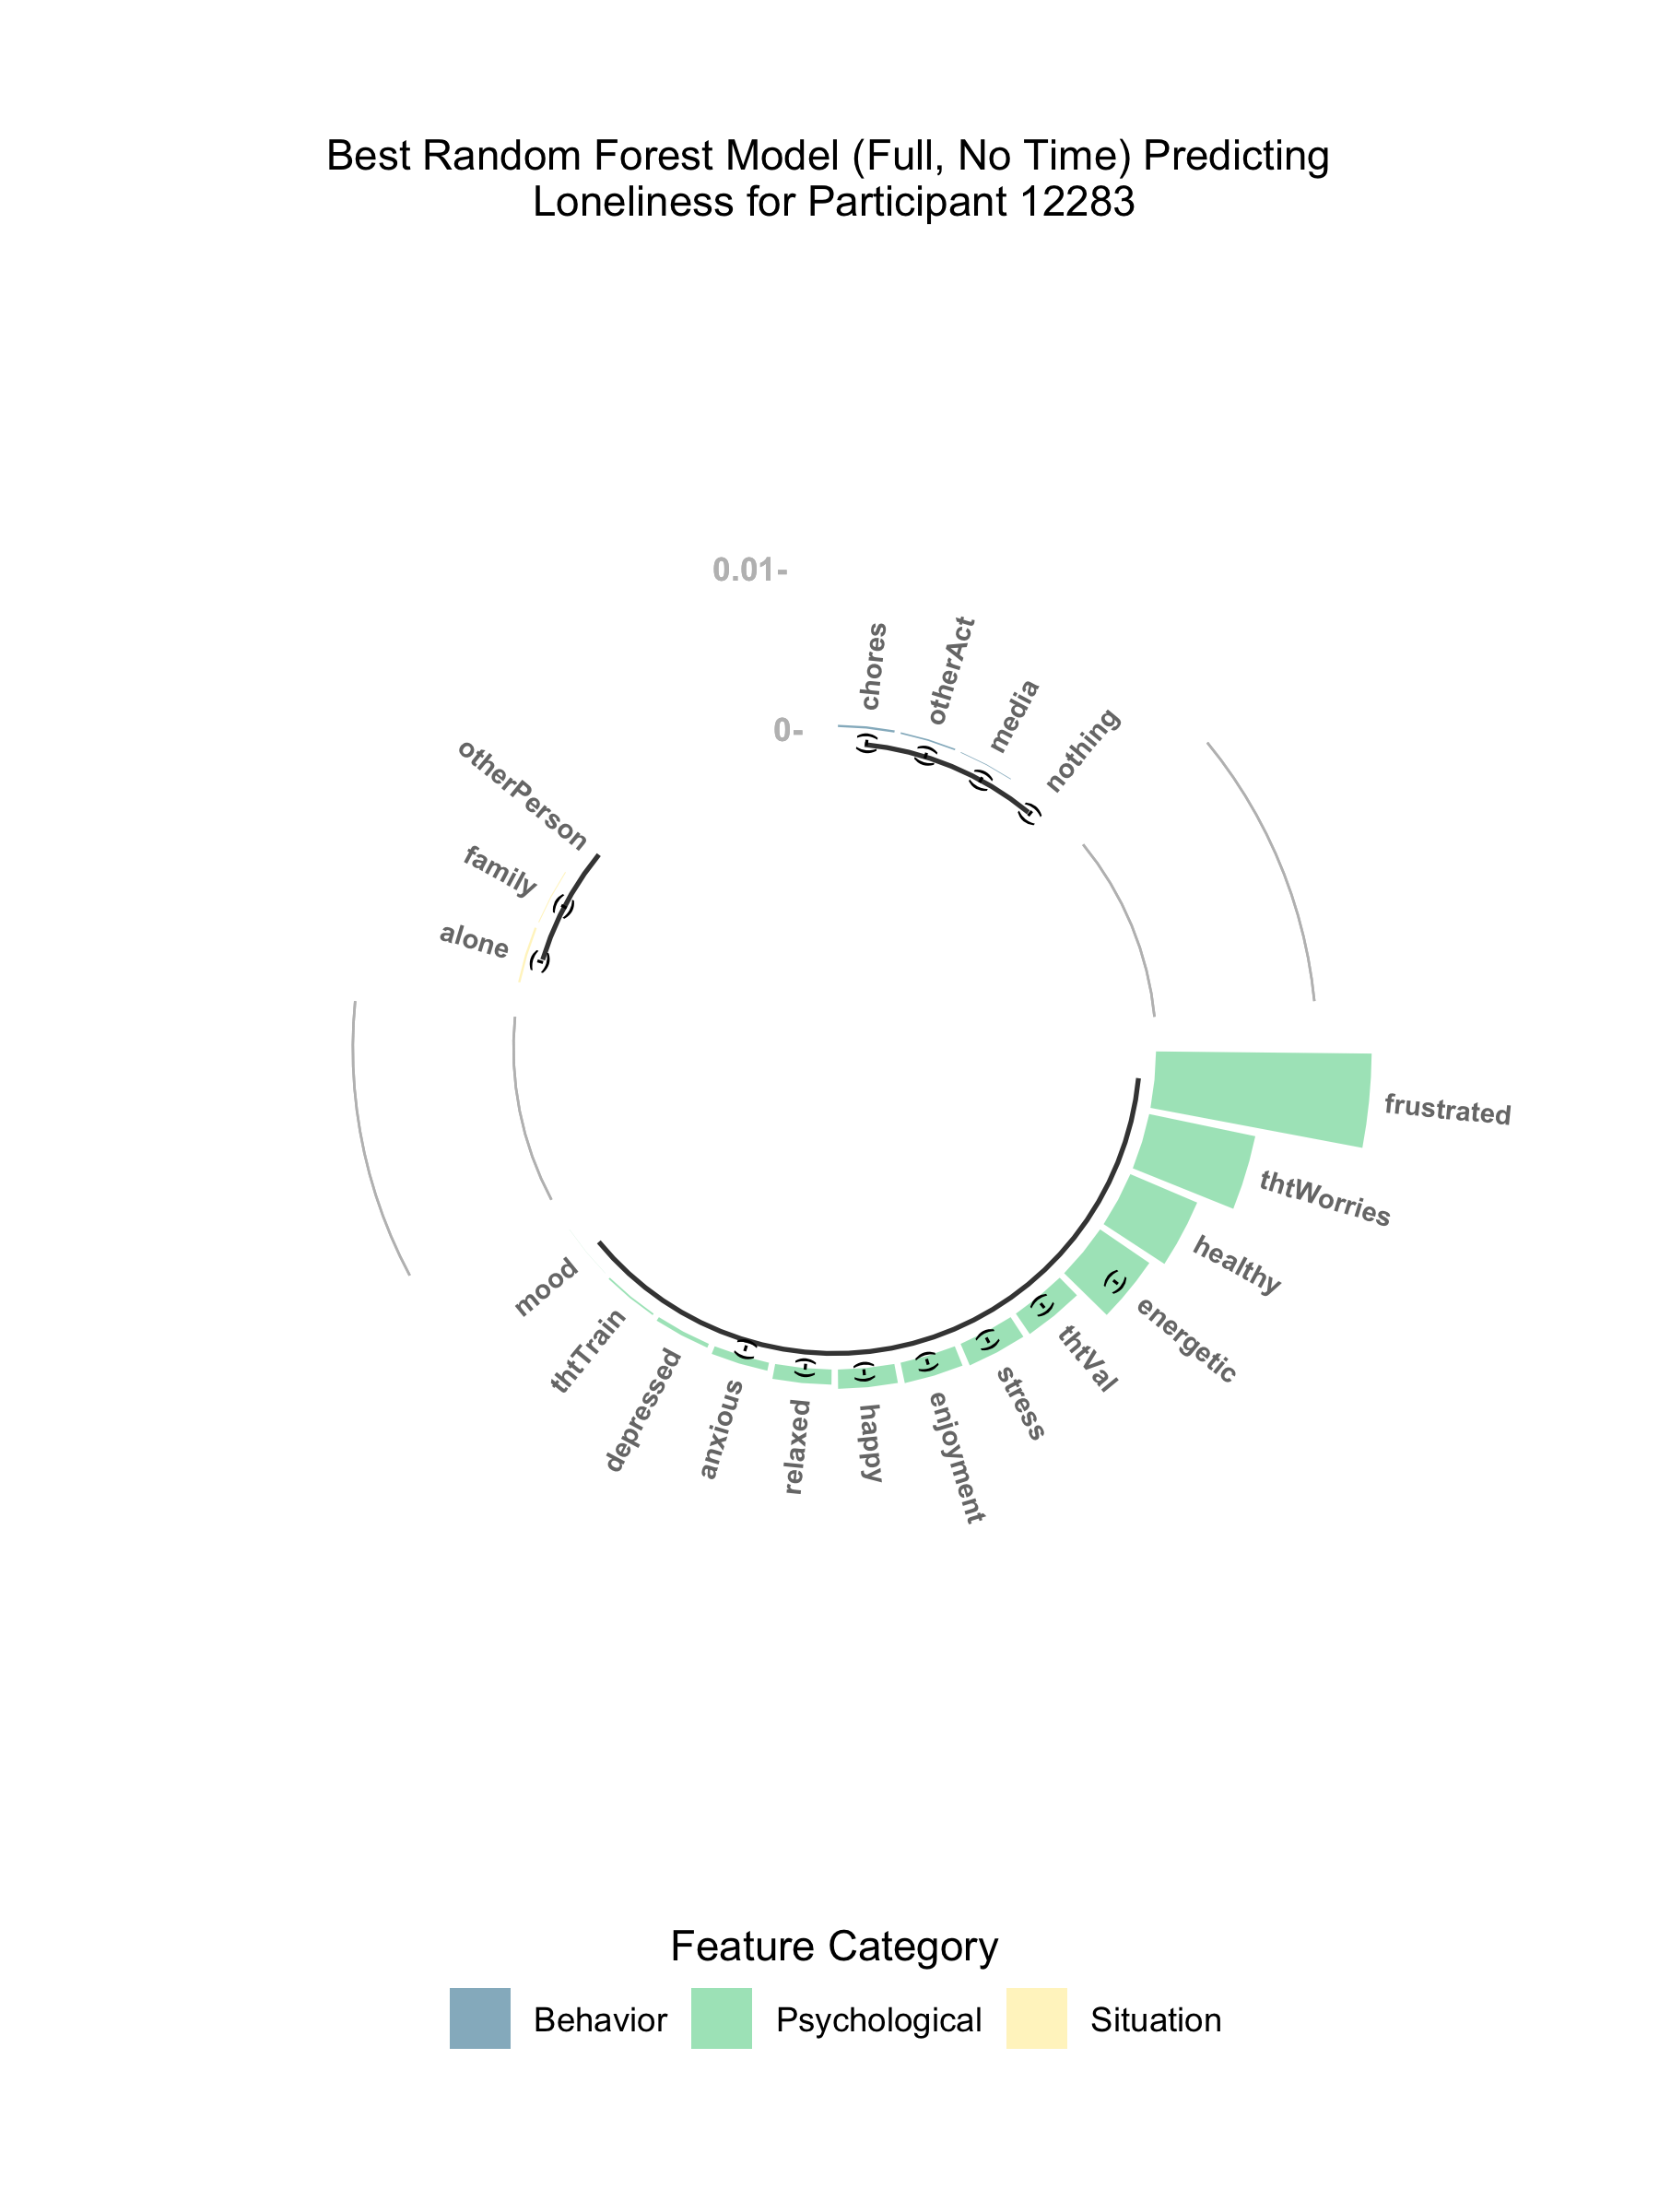 Best Random Forest Model (Full, No Time) Predicting
Loneliness for Participant 12283
0.01-
0-
chores
(-)
otherAct
(-)
media
(-)
nothing
(-)
otherPerson
family
(-)
alone
(-)
frustrated
thtWorries
healthy
energetic
(-)
thtVal
(-)
stress
(-)
enjoyment
(-)
happy
(-)
relaxed
(-)
anxious
(-)
depressed
thtTrain
mood
Feature Category
Behavior
Psychological
Situation